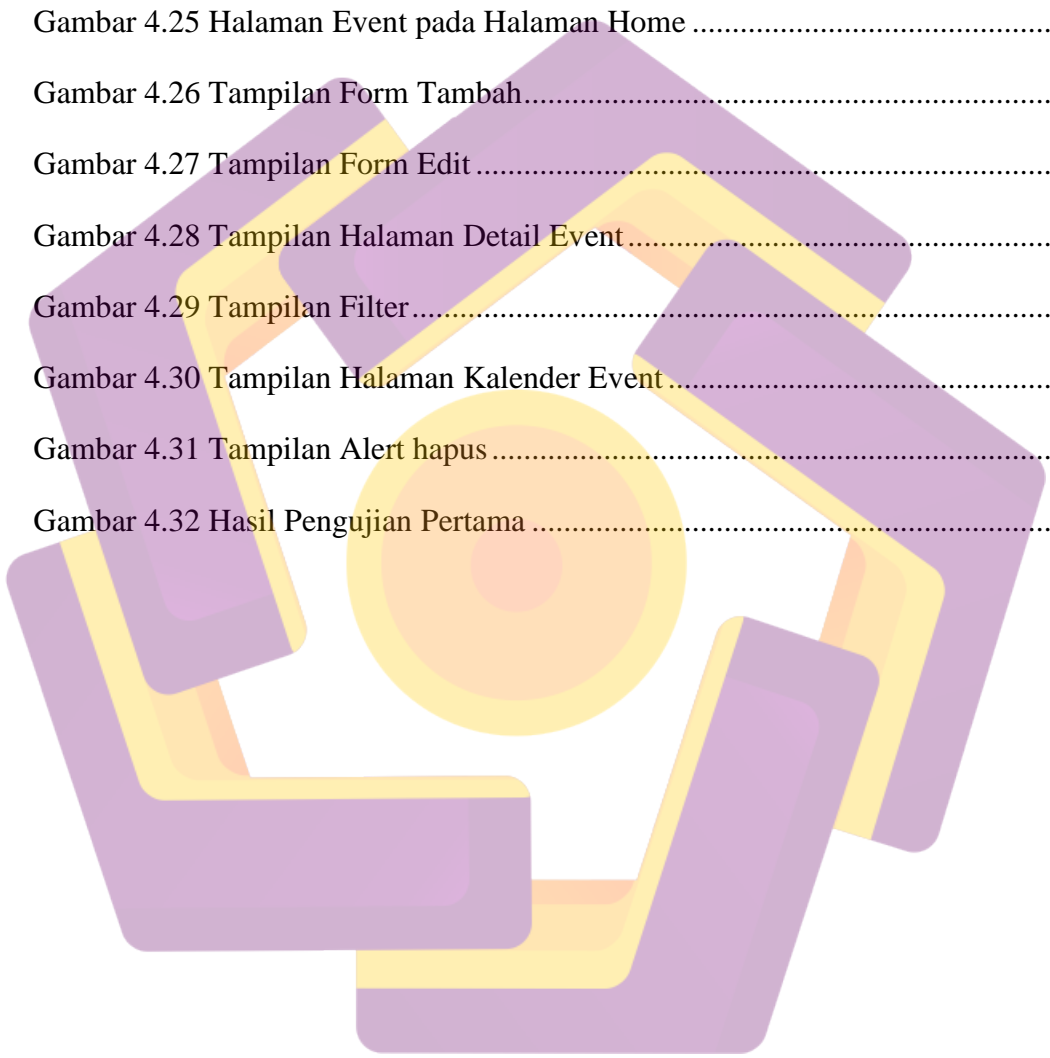 Gambar 4.25 Halaman Event pada Halaman Home ........................................
Gambar 4.26 Tampilan Form Tambah.............................................................
Gambar 4.27 Tampilan Form Edit ...................................................................
Gambar 4.28 Tampilan Halaman Detail Event................................................
Gambar 4.29 Tampilan Filter...........................................................................
Gambar 4.30 Tampilan Halaman Kalender Event ...........................................
Gambar 4.31 Tampilan Alert hapus .................................................................
Gambar 4.32 Hasil Pengujian Pertama ............................................................